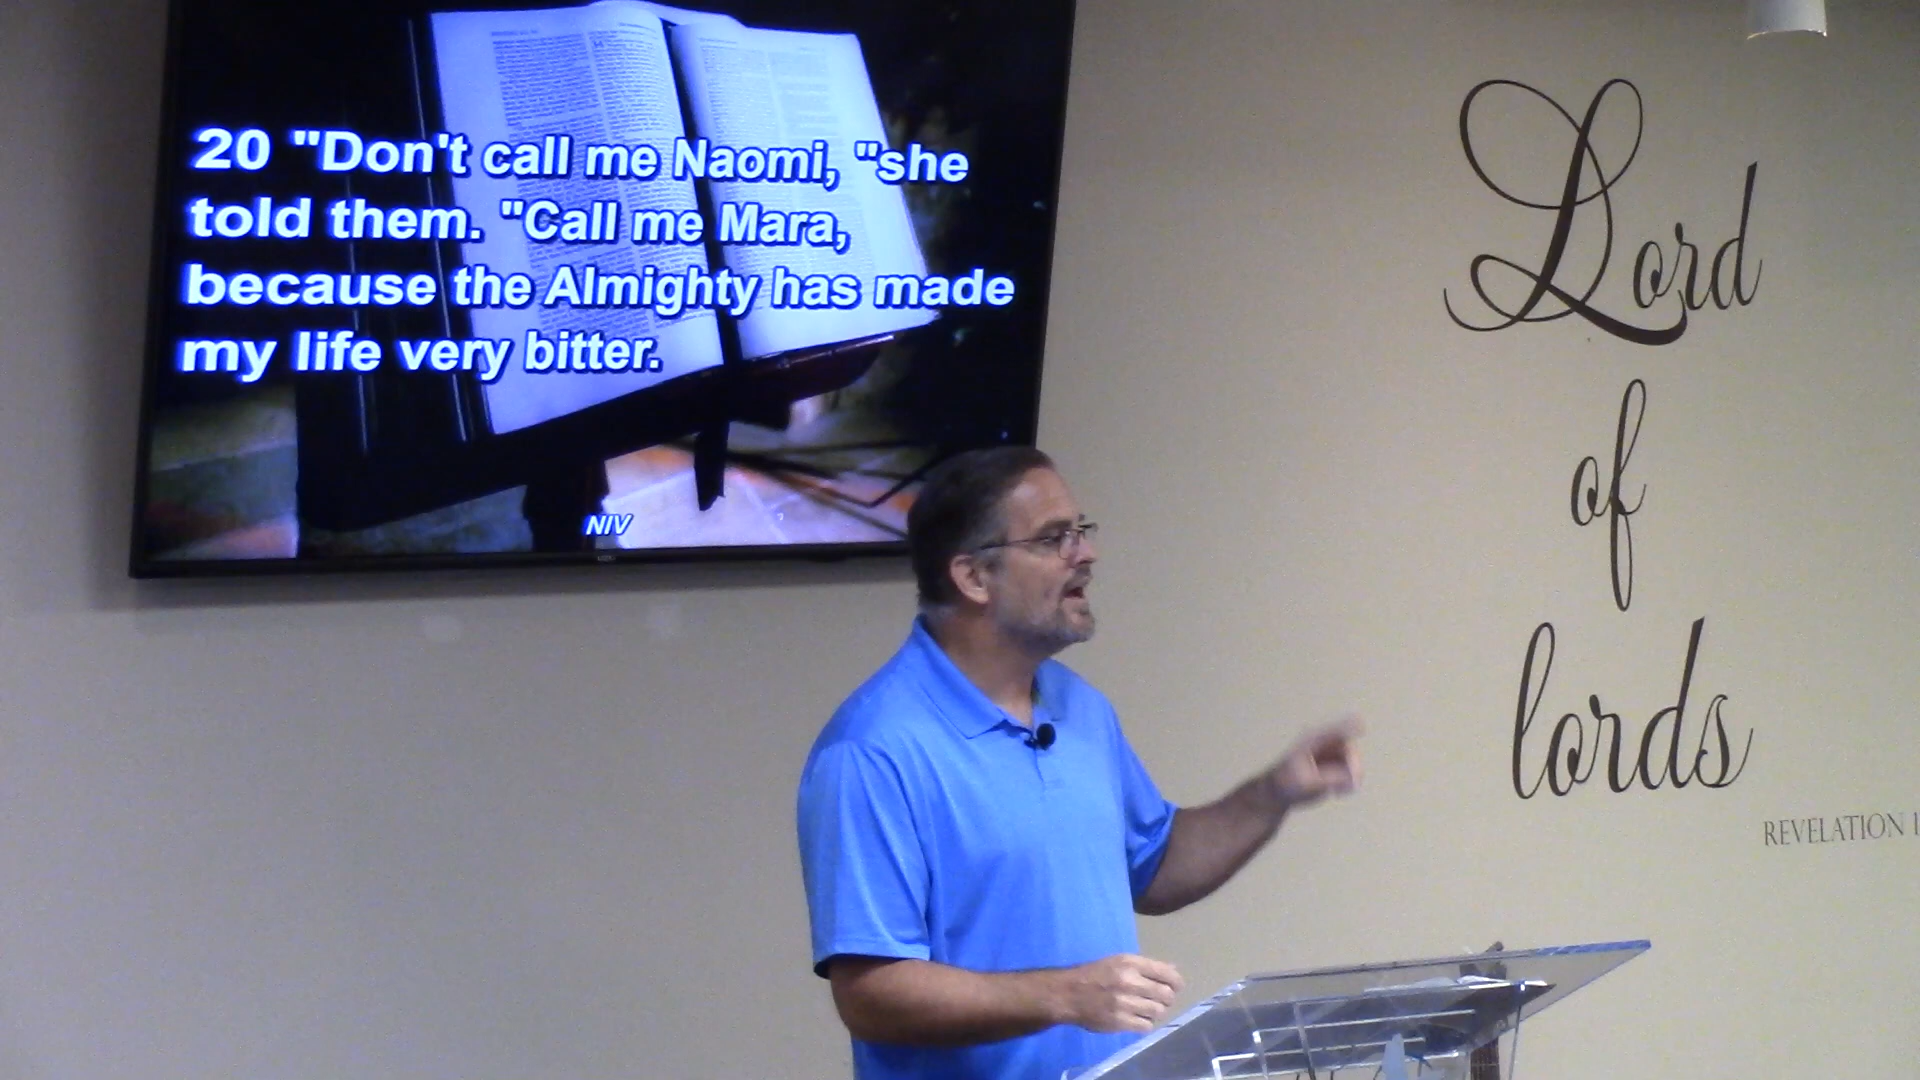 20 "Don't call me Naomi, "she
told them. "Call me Mara,
because the Almighty has made
my life very bitter.
NIV
Lord
of
lords
REVELATION